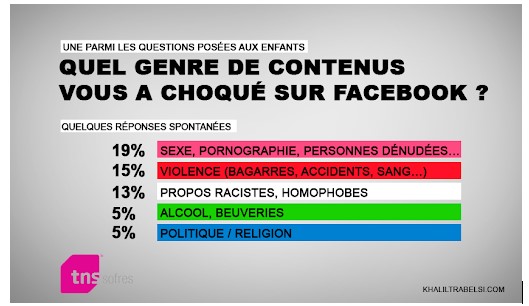 UNE PARMI LES QUESTIONS POSÉES AUX ENFANTS
QUEL GENRE DE CONTENUS
VOUS A CHOQUÉ SUR FACEBOOK ?
QUELQUES RÉPONSES SPONTANÉES
19% SEXE, PORNOGRAPHIE, PERSONNES DÉNUDÉES...
15% VIOLENCE (BAGARRES, ACCIDENTS, SANG...)
13% PROPOS RACISTES, HOMOPHOBES
5% ALCOOL, BEUVERIES
5% POLITIQUE / RELIGION
tns sofres
KHALILTRABELSI.COM